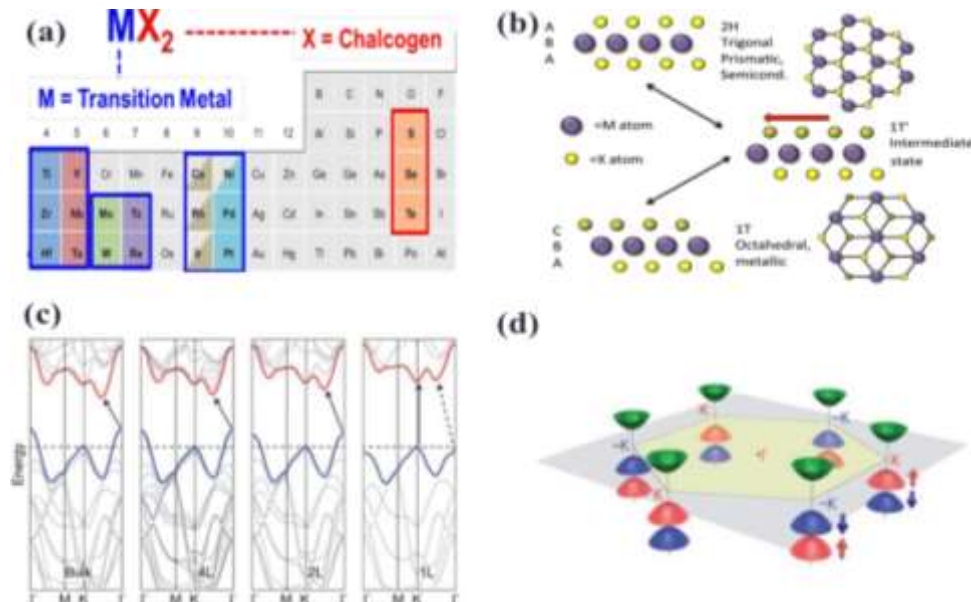 (a)
MX2
X = Chalcogen
M = Transition Metal
B C N O F
4 5 6 7 8 9 10 11 12 Al Si P S Cl
Ti V Cr Mn Fe Co Ni Cu Zn Ga Ge As Se Br
Zr Nb Mo Tc Ru Rh Pd Ag Cd In Sn Sb Te I
Hf Ta W Re Os Ir Pt Au Hg Tl Pb Bi Po At
(b)
A
B
A
2H
Trigonal
Prismatic,
Semicond.
=M atom
=K atom
1T'
Intermediate
state
C
B
A
1T
Octahedral,
metallic
(c)
Energy
Bulk
4L
2L
1L
Γ M K Γ
Γ M K Γ
Γ M K Γ
Γ M K Γ
(d)
K
−K
−K
Γ
K
K
−K